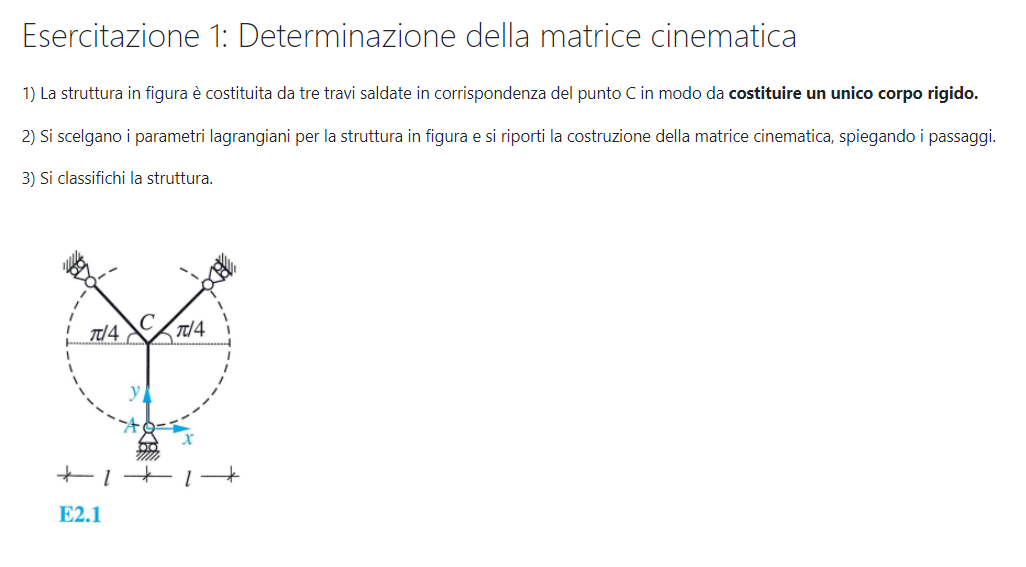 Esercitazione 1: Determinazione della matrice cinematica
1) La struttura in figura è costituita da tre travi saldate in corrispondenza del punto C in modo da costituire un unico corpo rigido.
2) Si scelgano i parametri lagrangiani per la struttura in figura e si riporti la costruzione della matrice cinematica, spiegando i passaggi.
3) Si classifichi la struttura.
π/4 C π/4
y
A x
l l
E2.1